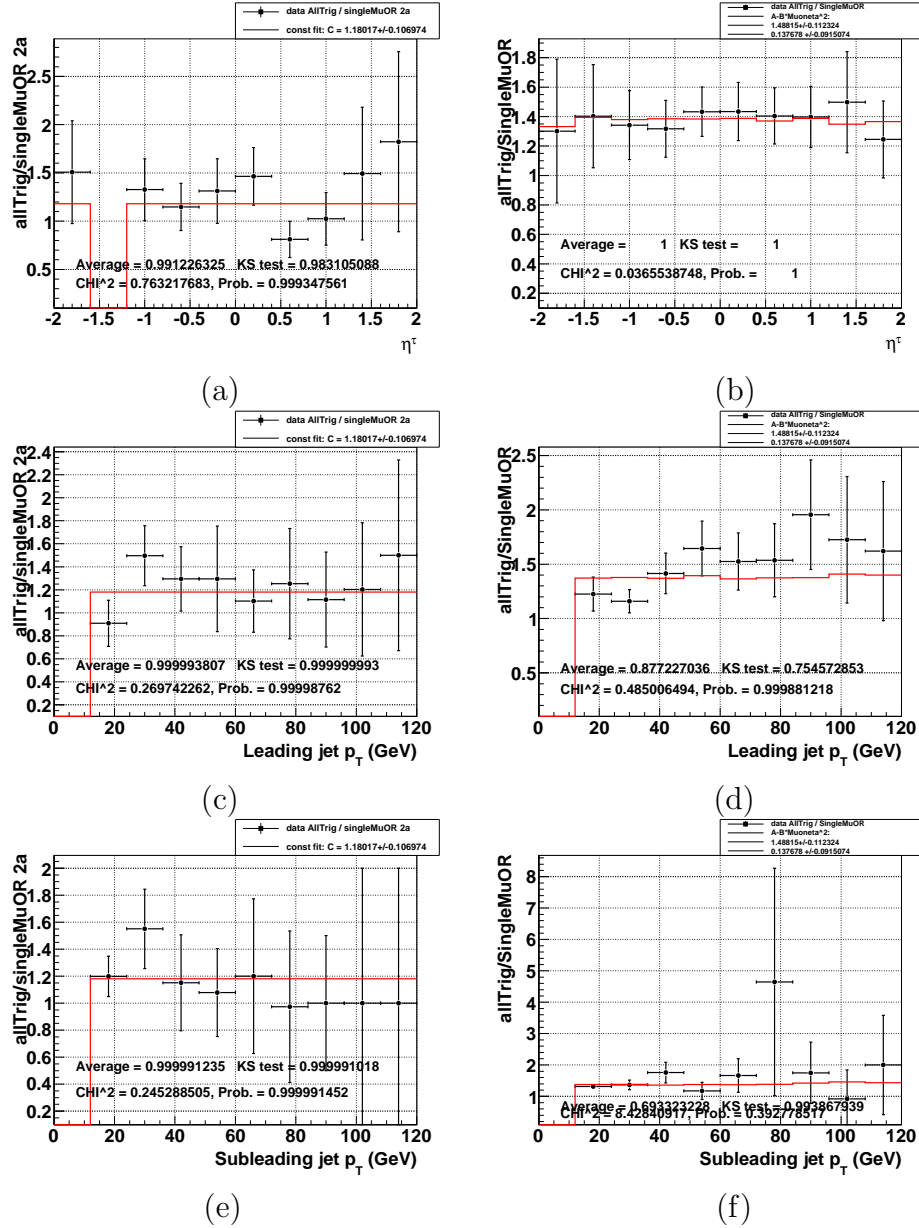 data AllTrig / singleMuOR 2a
const fit: C = 1.18017+/-0.106974
allTrig/singleMuOR 2a
2.5
2
1.5
1
0.5
Average = 0.991226325 KS test = 0.983105088
CHI^2 = 0.763217683, Prob. = 0.999347561
-2 -1.5 -1 -0.5 0 0.5 1 1.5 2
η^τ
(a)
data AllTrig / SingleMuOR
A-B*Muoneta^2:
1.48815+/-0.112324
0.137678 +/-0.0915074
allTrig/SingleMuOR
1.8
1.6
1.4
1.2
1
0.8
0.6
0.4
0.2
Average = 1 KS test = 1
CHI^2 = 0.0365538748, Prob. = 1
-2 -1.5 -1 -0.5 0 0.5 1 1.5 2
η^τ
(b)
data AllTrig / singleMuOR 2a
const fit: C = 1.18017+/-0.106974
allTrig/singleMuOR 2a
2.4
2.2
2
1.8
1.6
1.4
1.2
1
0.8
0.6
0.4
0.2
Average = 0.999993807 KS test = 0.999999993
CHI^2 = 0.269742262, Prob. = 0.99998762
0 20 40 60 80 100 120
Leading jet p_T (GeV)
(c)
data AllTrig / SingleMuOR
A-B*Muoneta^2:
1.48815+/-0.112324
0.137678 +/-0.0915074
allTrig/SingleMuOR
2.5
2
1.5
1
0.5
Average = 0.877227036 KS test = 0.754572853
CHI^2 = 0.485006494, Prob. = 0.999881218
0 20 40 60 80 100 120
Leading jet p_T (GeV)
(d)
data AllTrig / singleMuOR 2a
const fit: C = 1.18017+/-0.106974
allTrig/singleMuOR 2a
2
1.8
1.6
1.4
1.2
1
0.8
0.6
0.4
0.2
Average = 0.999991235 KS test = 0.999991018
CHI^2 = 0.245288505, Prob. = 0.999991452
0 20 40 60 80 100 120
Subleading jet p_T (GeV)
(e)
data AllTrig / SingleMuOR
A-B*Muoneta^2:
1.48815+/-0.112324
0.137678 +/-0.0915074
allTrig/SingleMuOR
8
7
6
5
4
3
2
1
Average = 0.693323228 KS test = 0.993867939
CHI^2 = 8.42840917, Prob. = 0.392778517
0 20 40 60 80 100 120
Subleading jet p_T (GeV)
(f)